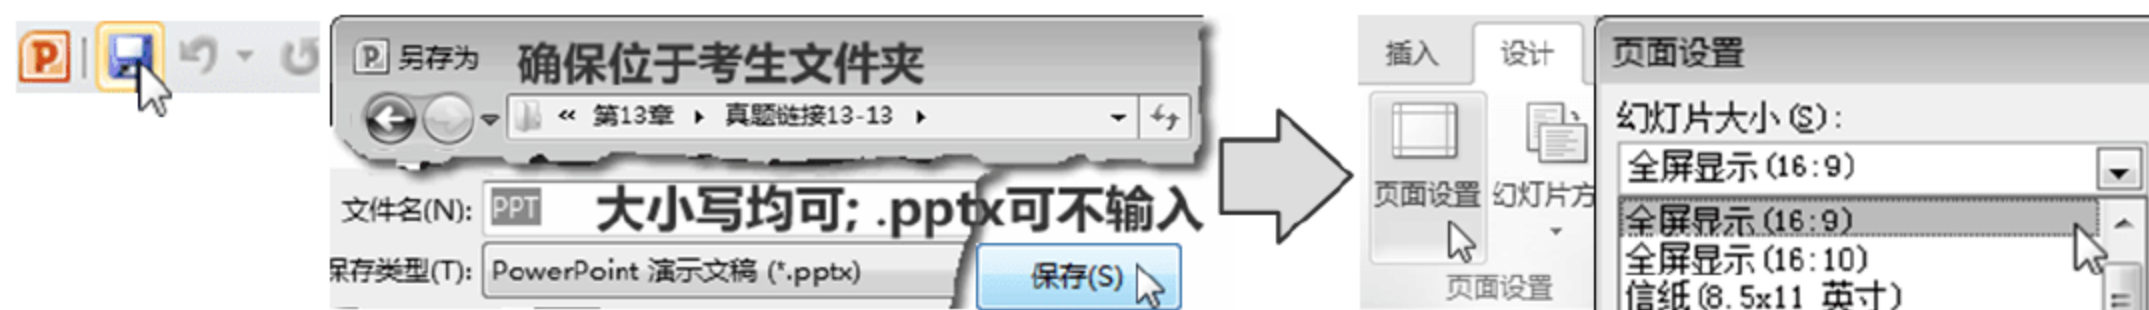 另存为
确保位于考生文件夹
« 第13章 ▶ 真题链接13-13 ▶
文件名(N): PPT
大小写均可; .pptx可不输入
保存类型(T): PowerPoint 演示文稿 (*.pptx)
保存(S)
插入 设计
页面设置 幻灯片方
页面设置
页面设置
幻灯片大小(S):
全屏显示(16:9)
全屏显示(16:9)
全屏显示(16:10)
信纸(8.5x11 英寸)